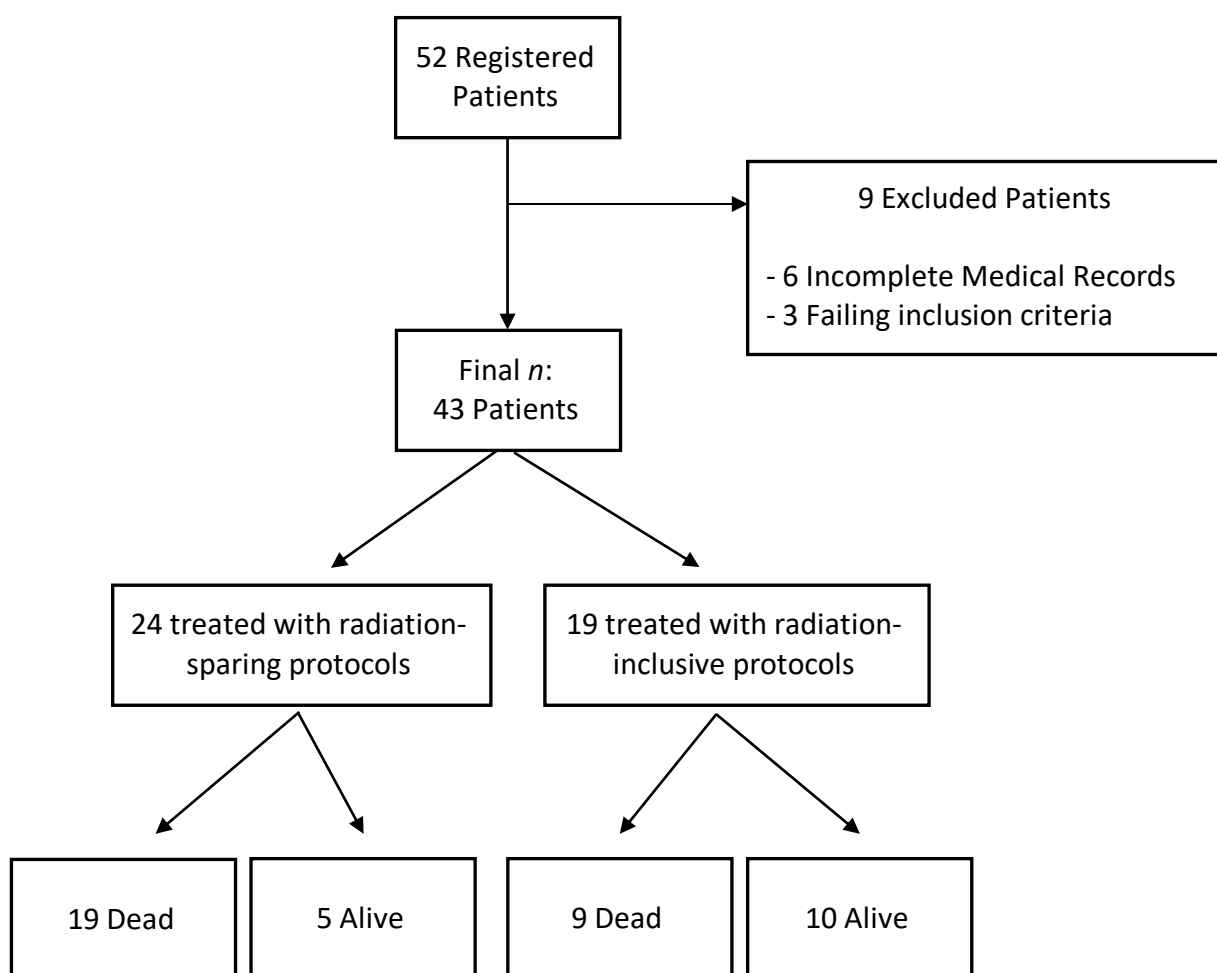 52 Registered
Patients
9 Excluded Patients
- 6 Incomplete Medical Records
- 3 Failing inclusion criteria
Final n:
43 Patients
24 treated with radiation-
sparing protocols
19 treated with radiation-
inclusive protocols
19 Dead
5 Alive
9 Dead
10 Alive